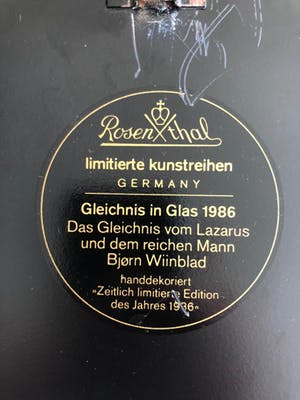 Rosenthal
limitierte kunstreihen
GERMANY
Gleichnis in Glas 1986
Das Gleichnis vom Lazarus
und dem reichen Mann
Bjørn Wiinblad
handdekoriert
"Zeitlich limitierte Edition
des Jahres 1986"